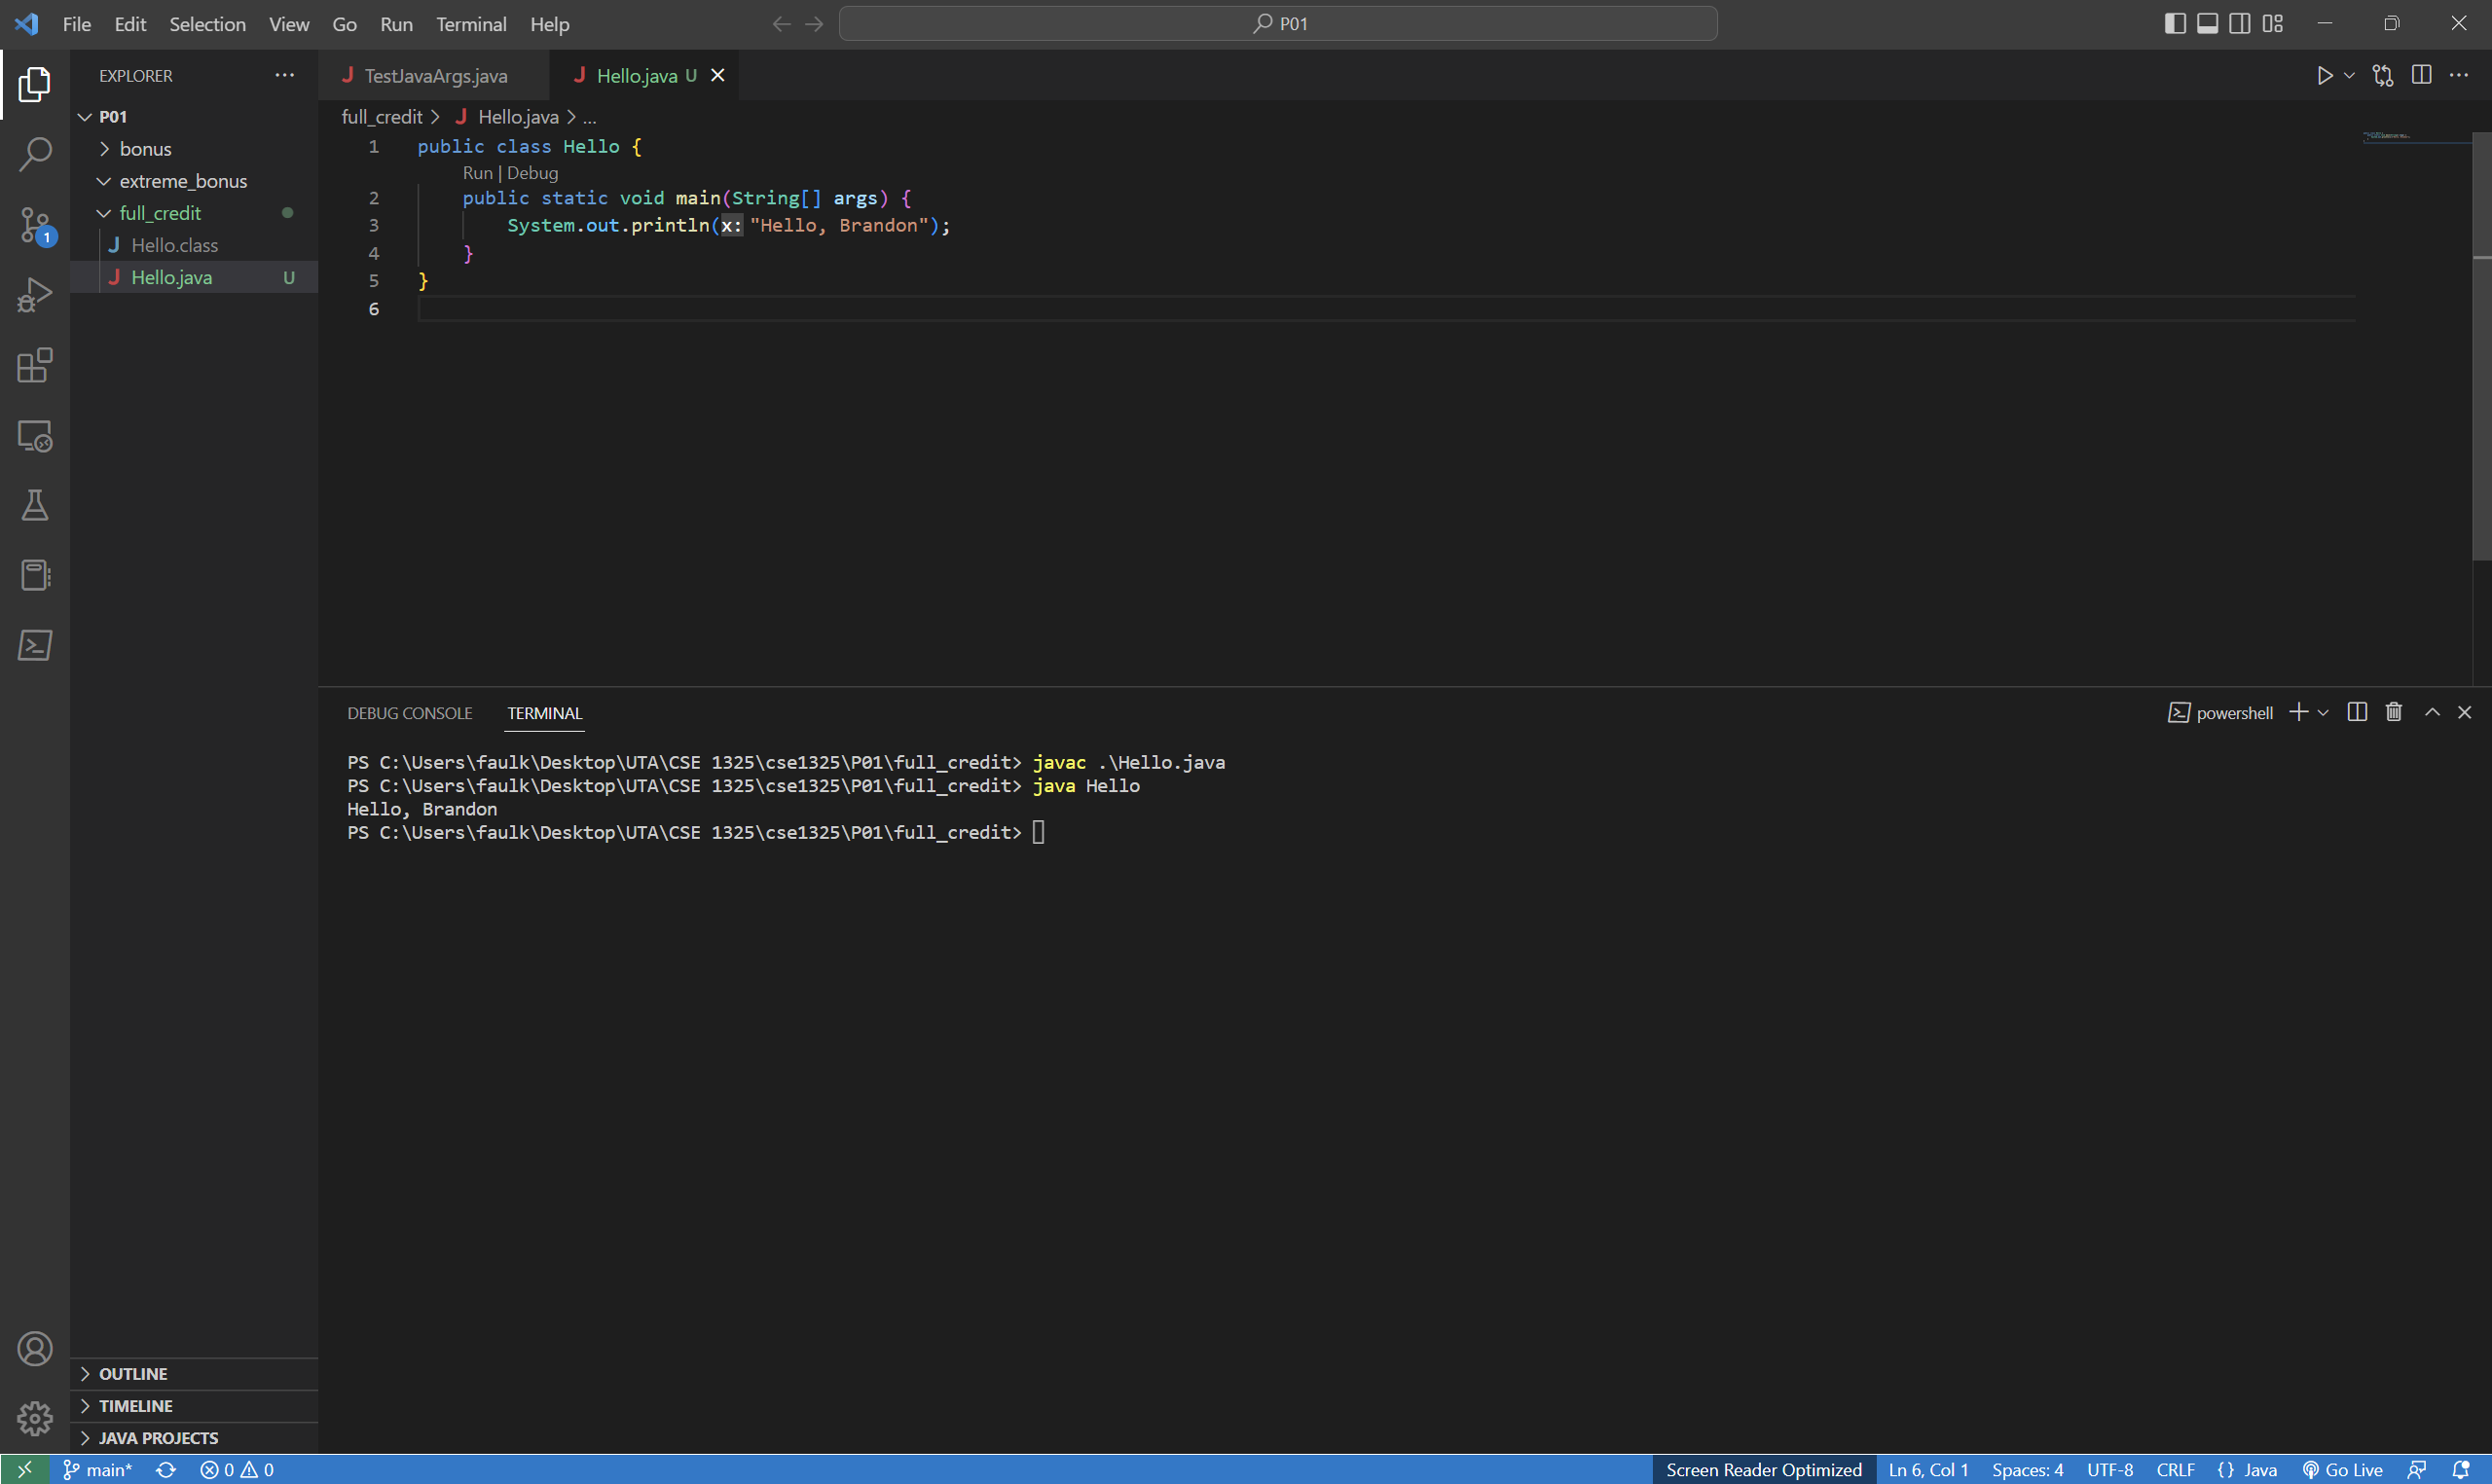 File Edit Selection View Go Run Terminal Help
P01
EXPLORER
P01
bonus
extreme_bonus
full_credit
J Hello.class
J Hello.java U
J TestJavaArgs.java
J Hello.java U
full_credit > J Hello.java > ...
1 public class Hello {
Run | Debug
2 public static void main(String[] args) {
3 System.out.println(x: "Hello, Brandon");
4 }
5 }
6
DEBUG CONSOLE TERMINAL
powershell
PS C:\Users\faulk\Desktop\UTA\CSE 1325\cse1325\P01\full_credit> javac .\Hello.java
PS C:\Users\faulk\Desktop\UTA\CSE 1325\cse1325\P01\full_credit> java Hello
Hello, Brandon
PS C:\Users\faulk\Desktop\UTA\CSE 1325\cse1325\P01\full_credit>
1
OUTLINE
TIMELINE
JAVA PROJECTS
main* 0 0
Screen Reader Optimized Ln 6, Col 1 Spaces: 4 UTF-8 CRLF {} Java Go Live